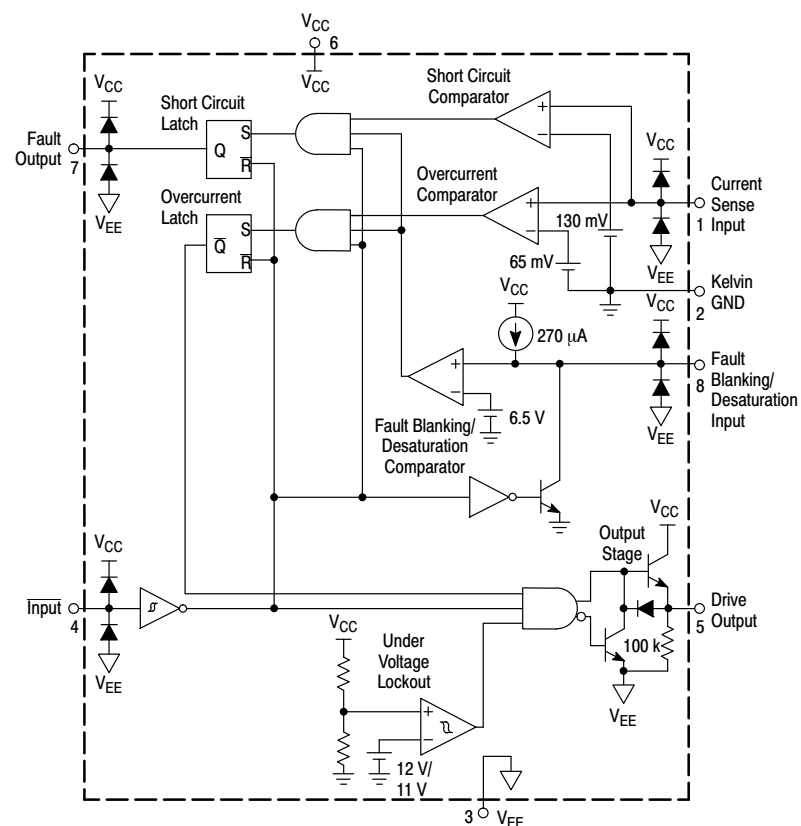 VCC
6
VCC
VCC
Short Circuit
Latch
Short Circuit
Comparator
+
−
S
Q
R̅
Fault
Output
7
VEE
VCC
Overcurrent
Latch
Overcurrent
Comparator
+
−
S
Q̅
R̅
130 mV
65 mV
Current
Sense
1
Input
VEE
Kelvin
GND
2
VCC
VCC
270 μA
+
−
6.5 V
Fault
Blanking/
8
Desaturation
Input
VEE
Fault Blanking/
Desaturation
Comparator
VCC
Output
Stage
VCC
I̅n̅p̅u̅t̅
4
VEE
Drive
Output
5
100 k
VEE
VCC
Under
Voltage
Lockout
+
−
12 V/
11 V
3
VEE